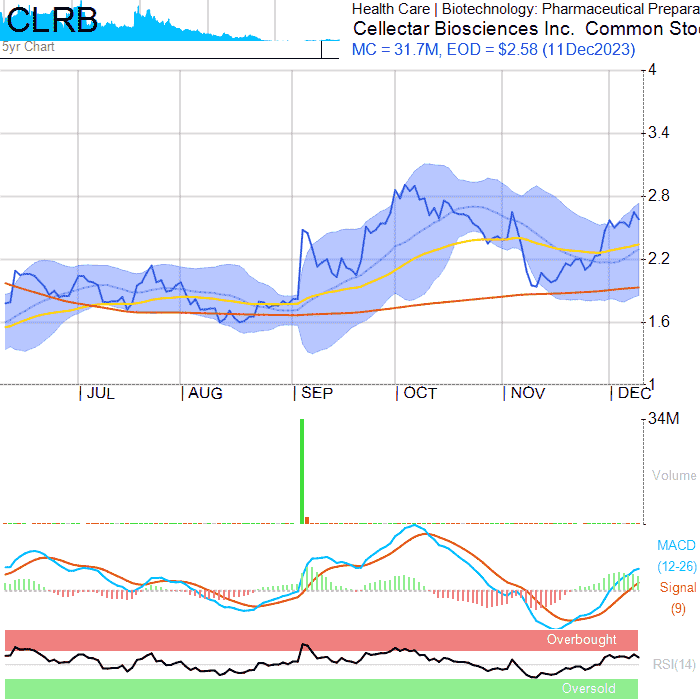 CLRB
5yr Chart
Health Care | Biotechnology: Pharmaceutical Prepara
Cellectar Biosciences Inc. Common Sto
MC = 31.7M, EOD = $2.58 (11Dec2023)
4
3.4
2.8
2.2
1.6
1
JUL
AUG
SEP
OCT
NOV
DEC
34M
Volume
MACD
(12-26)
Signal
(9)
Overbought
RSI(14)
Oversold